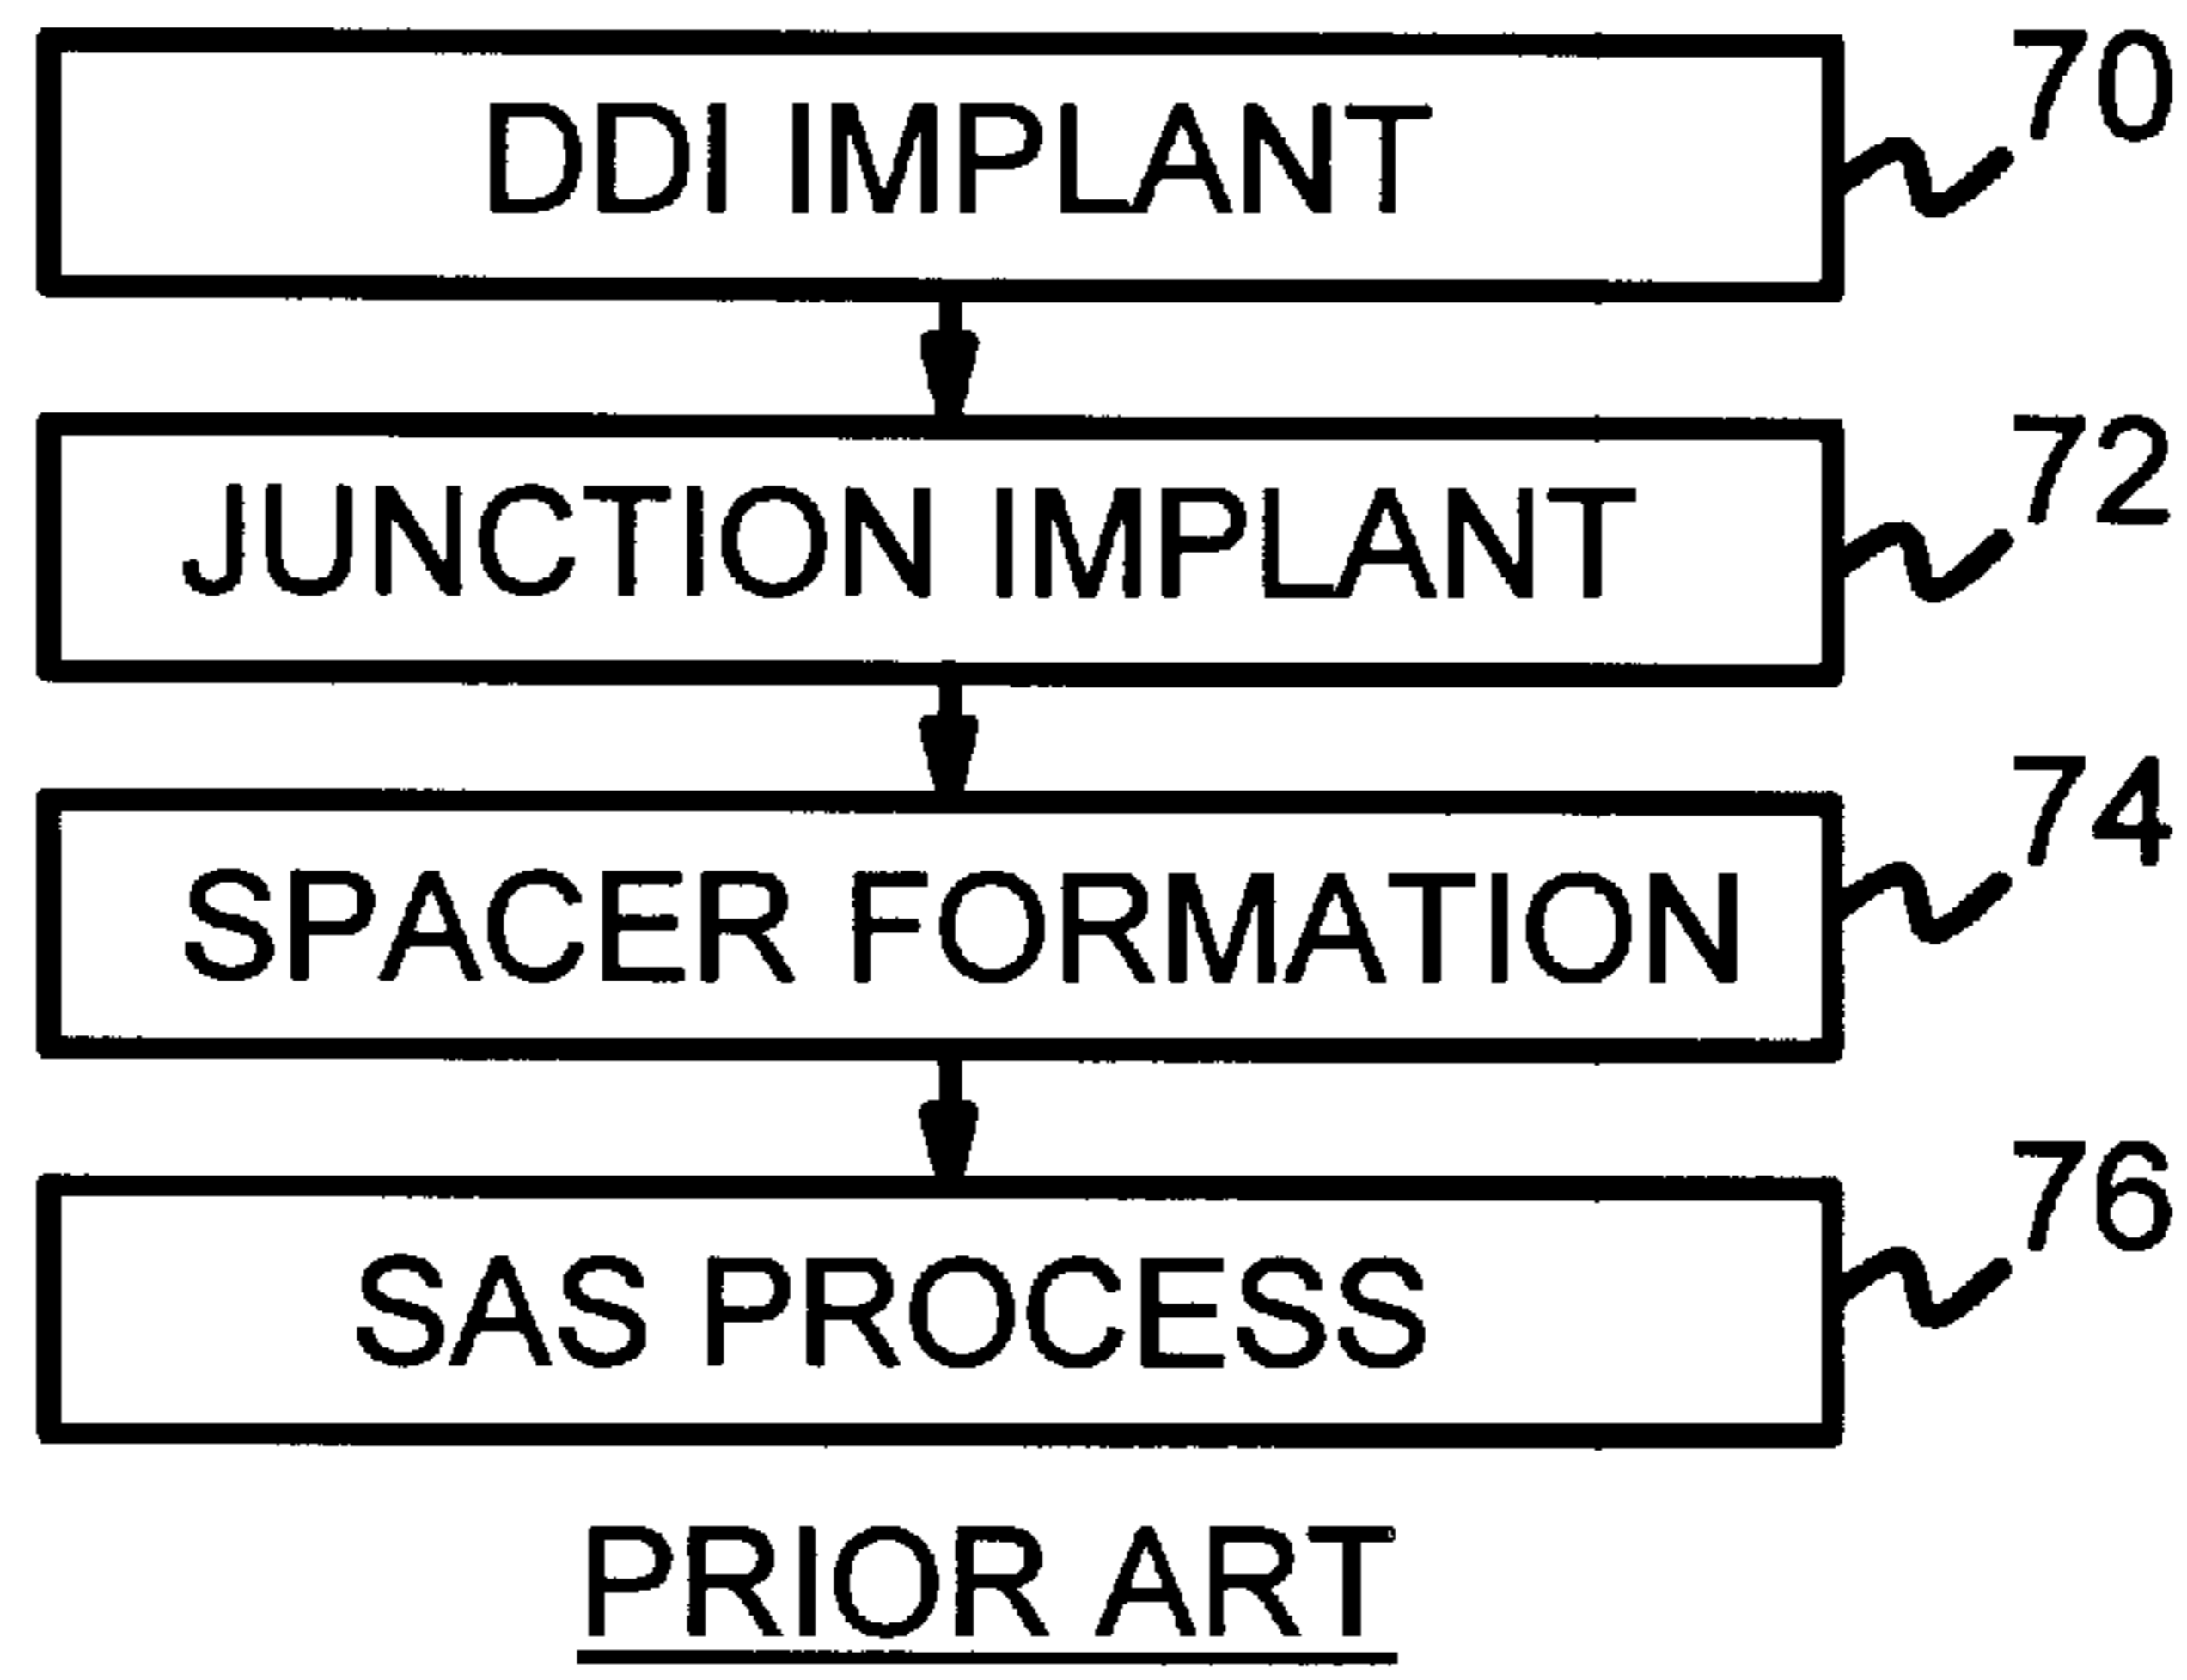 DDI IMPLANT
70
JUNCTION IMPLANT
72
SPACER FORMATION
74
SAS PROCESS
76
PRIOR ART